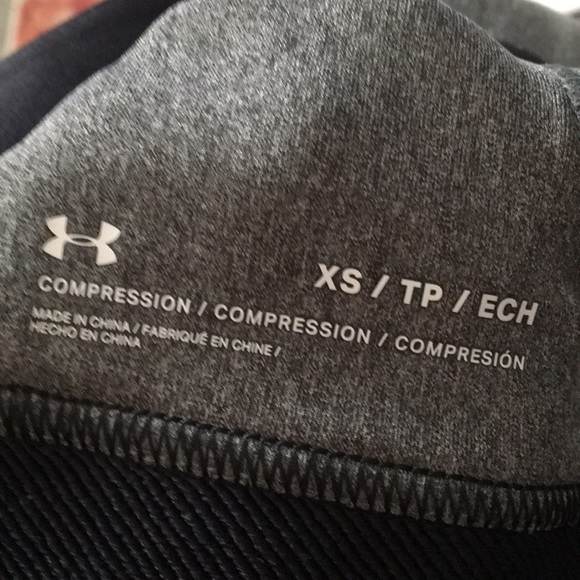 XS / TP / ECH
COMPRESSION / COMPRESSION / COMPRESIÓN
MADE IN CHINA / FABRIQUÉ EN CHINE /
HECHO EN CHINA